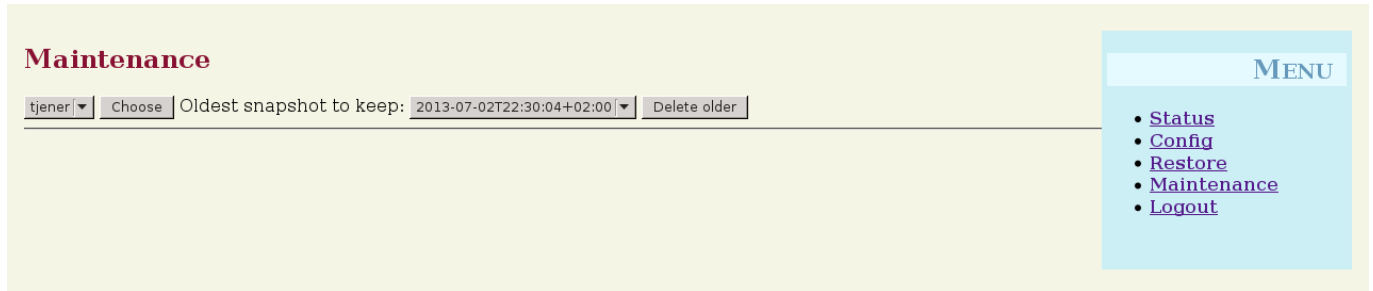 Maintenance
tjener Choose Oldest snapshot to keep: 2013-07-02T22:30:04+02:00 Delete older
MENU
Status
Config
Restore
Maintenance
Logout